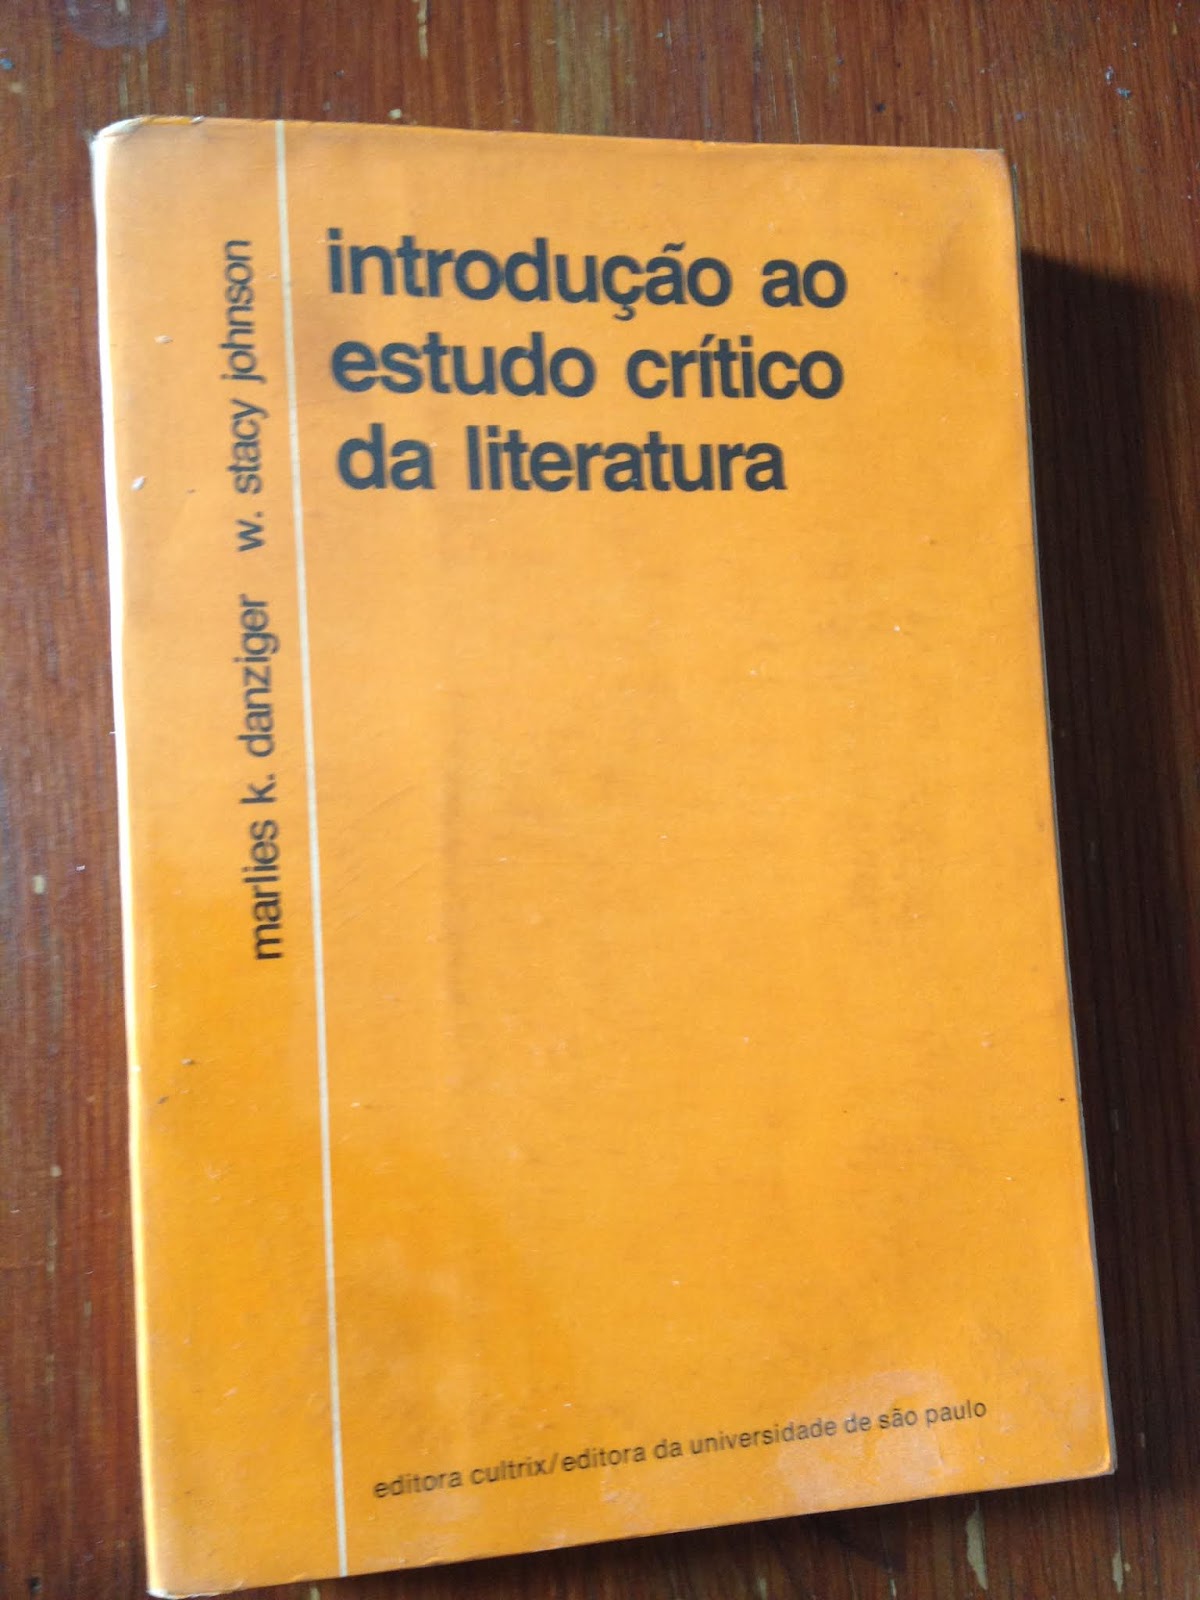 introdução ao
estudo crítico
da literatura
marlies k. danziger w. stacy johnson
editora cultrix/editora da universidade de são paulo